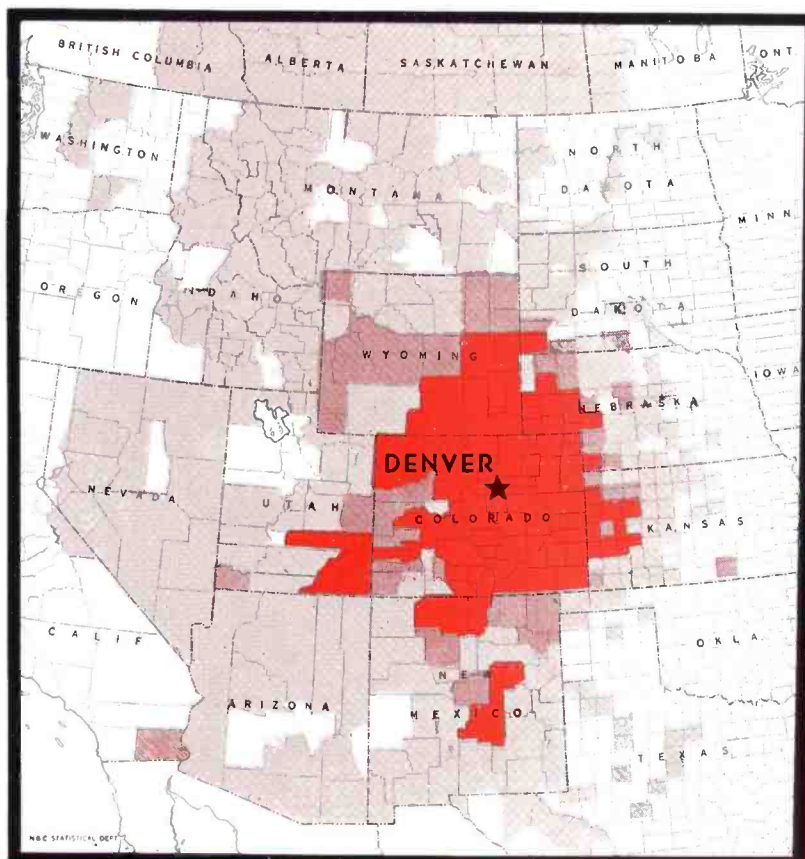 BRITISH COLUMBIA
ALBERTA
SASKATCHEWAN
MANITOBA
ONT.
WASHINGTON
MONTANA
NORTH
DAKOTA
MINN.
OREGON
IDAHO
SOUTH
DAKOTA
WYOMING
IOWA
NEBRASKA
DENVER
NEVADA
UTAH
COLORADO
KANSAS
CALIF
OKLA.
ARIZONA
NEW
MEXICO
TEXAS
NBC STATISTICAL DEPT